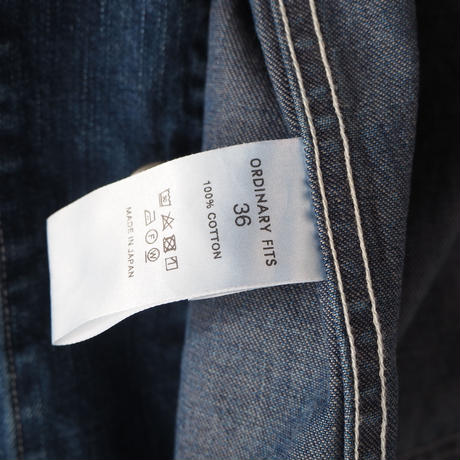 ORDINARY FITS
36
100% COTTON
F W
MADE IN JAPAN